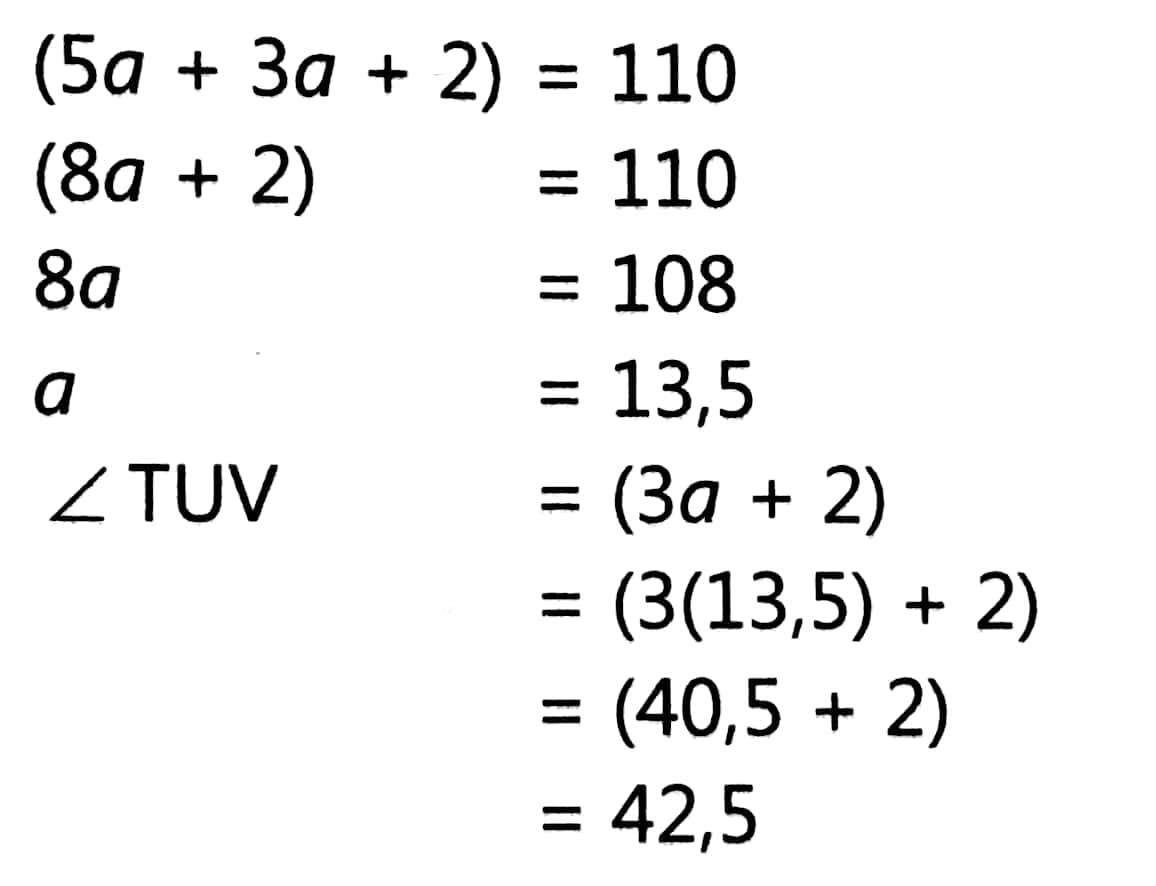 (5a + 3a + 2) = 110
(8a + 2) = 110
8a = 108
a = 13,5
∠TUV = (3a + 2)
= (3(13,5) + 2)
= (40,5 + 2)
= 42,5